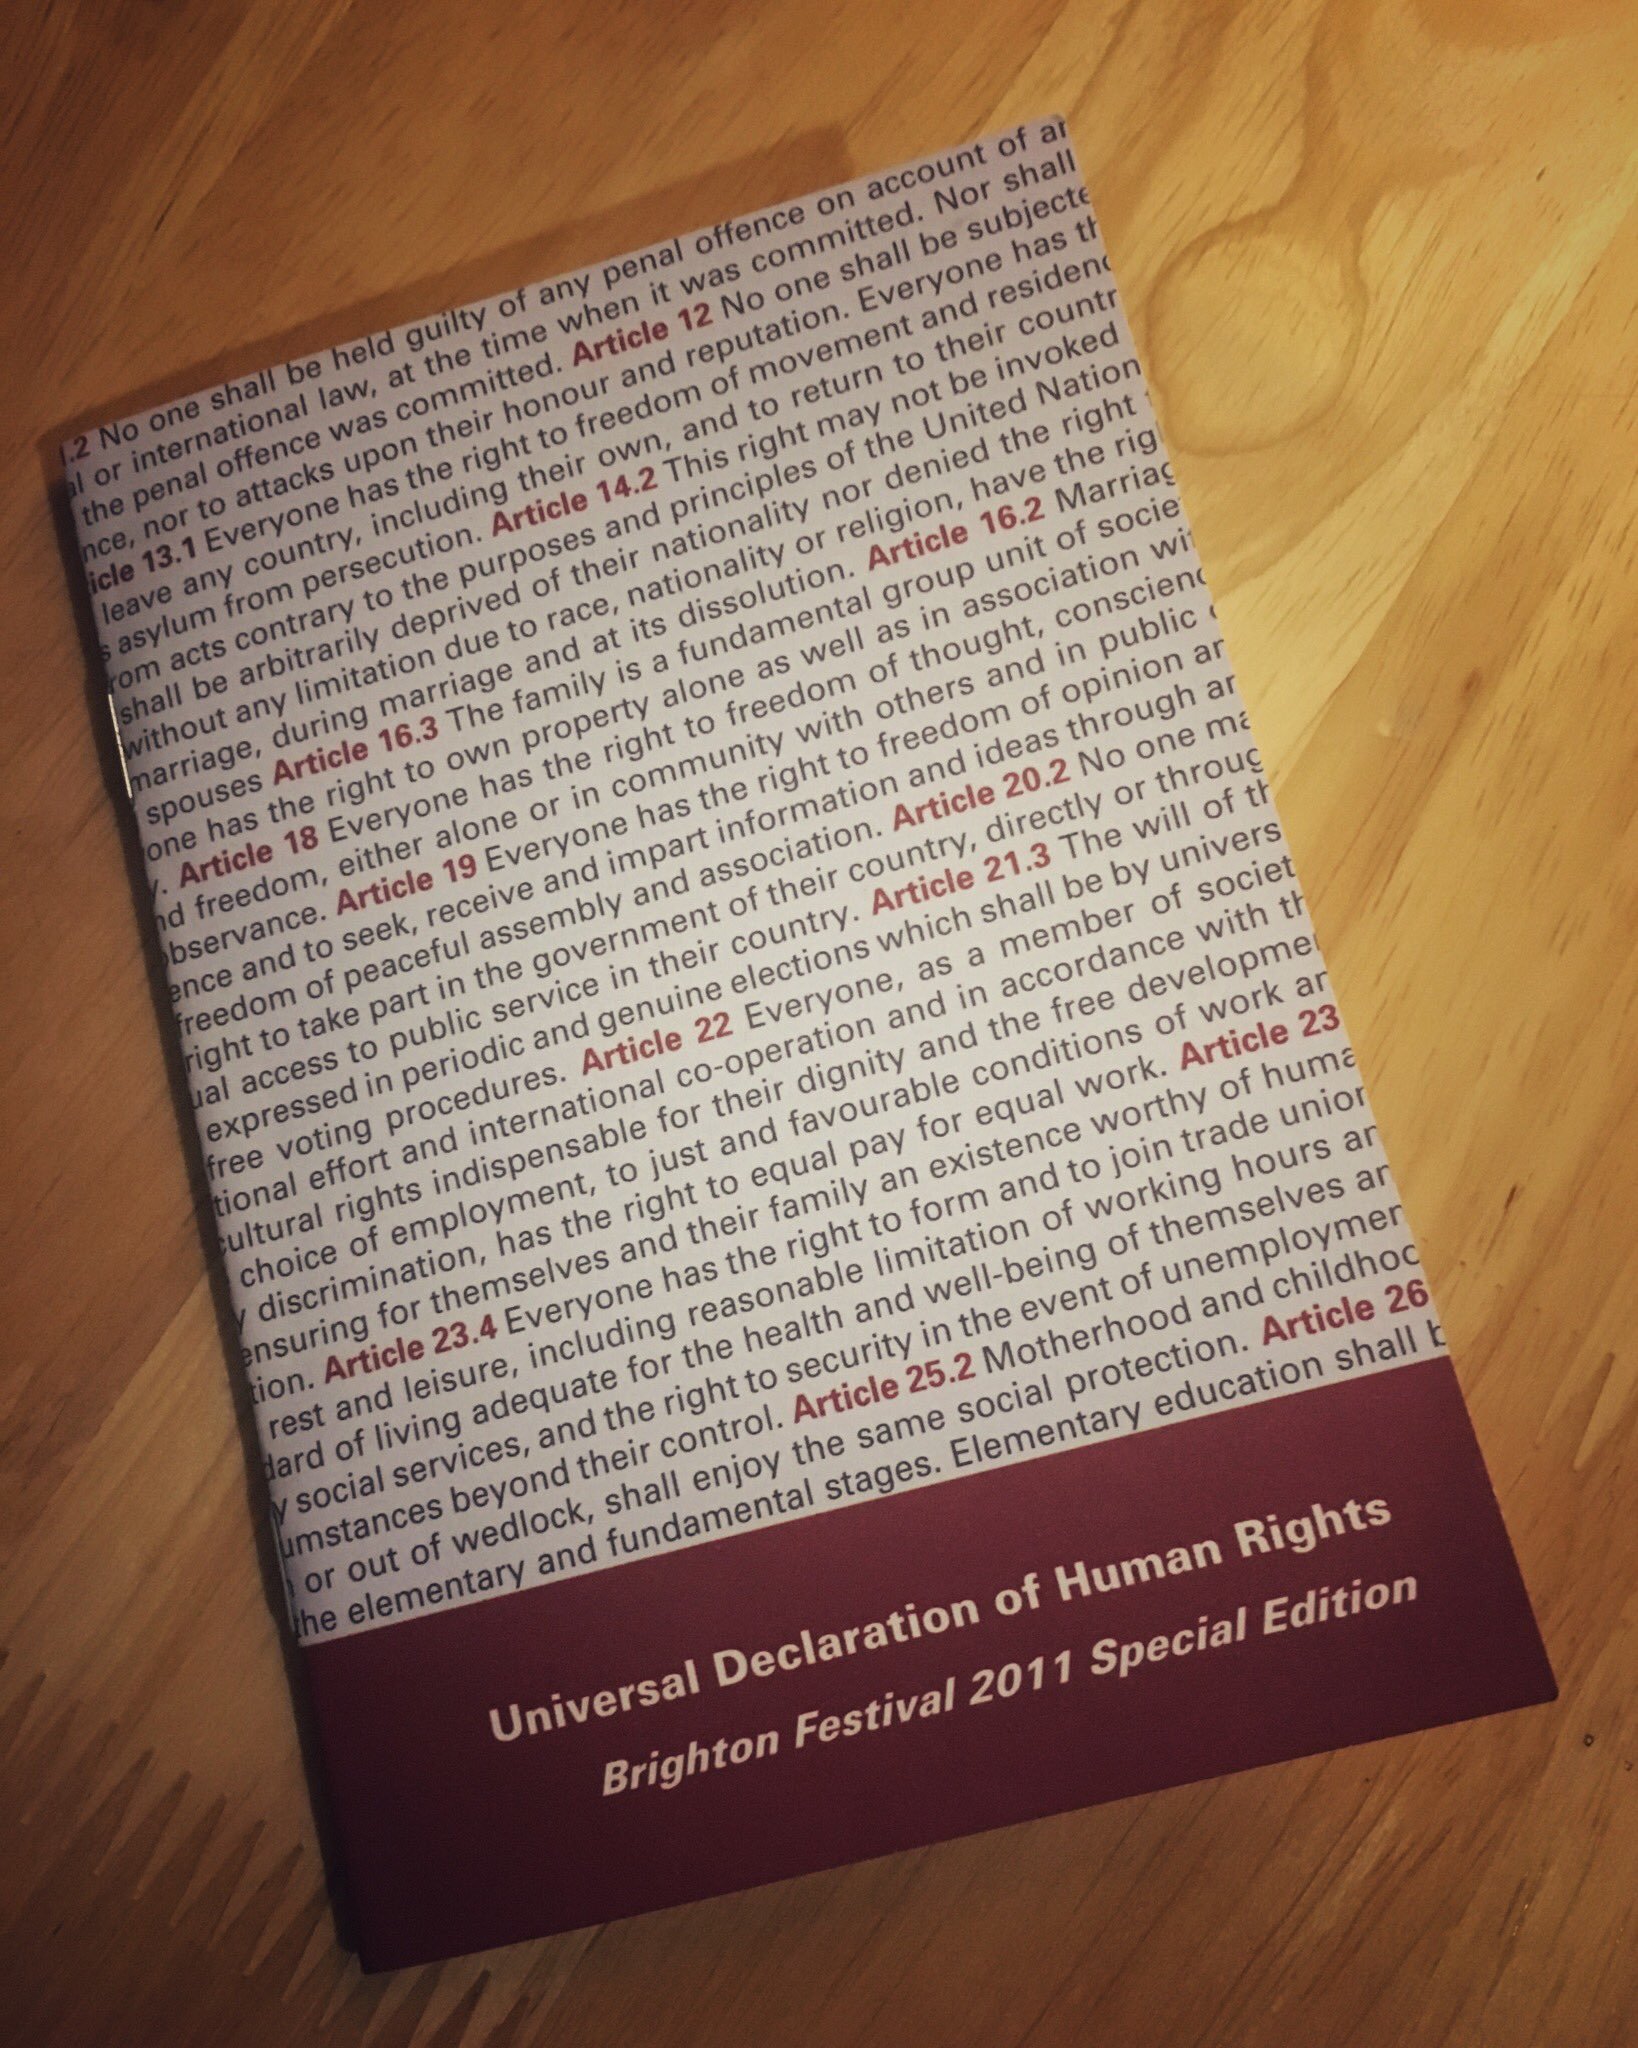 .2 No one shall be held guilty of any penal offence on account of
or international law, at the time when it was committed. Nor shall
the penal offence was committed. Article 12 No one shall be
nor to attacks upon their honour and reputation. Everyone has
13.1 Everyone has the right to freedom of movement and
leave any country, including their own, and to return to their
asylum from persecution. Article 14.2 This right may not be invoked
acts contrary to the purposes and principles of the United
shall be arbitrarily deprived of their nationality nor denied the right
without any limitation due to race, nationality or religion, have the
marriage, during marriage and at its dissolution. Article 16.2
spouses Article 16.3 The family is a fundamental group unit of
one has the right to own property alone as well as in association
Article 18 Everyone has the right to freedom of thought,
freedom, either alone or in community with others and in public
observance. Article 19 Everyone has the right to freedom of opinion
ence and to seek, receive and impart information and ideas through
freedom of peaceful assembly and association. Article 20.2 No one
right to take part in the government of their country, directly or
ual access to public service in their country. Article 21.3 The will of
expressed in periodic and genuine elections which shall be by univers
free voting procedures. Article 22 Everyone, as a member of societ
tional effort and international co-operation and in accordance with
cultural rights indispensable for their dignity and the free
choice of employment, to just and favourable conditions of work
discrimination, has the right to equal pay for equal work. Article 23
ensuring for themselves and their family an existence worthy of
tion. Article 23.4 Everyone has the right to form and to join trade union
rest and leisure, including reasonable limitation of working hours
dard of living adequate for the health and well-being of themselves
social services, and the right to security in the event of
umstances beyond their control. Article 25.2 Motherhood and
or out of wedlock, shall enjoy the same social protection. Article 26
the elementary and fundamental stages. Elementary education shall
Universal Declaration of Human Rights
Brighton Festival 2011 Special Edition